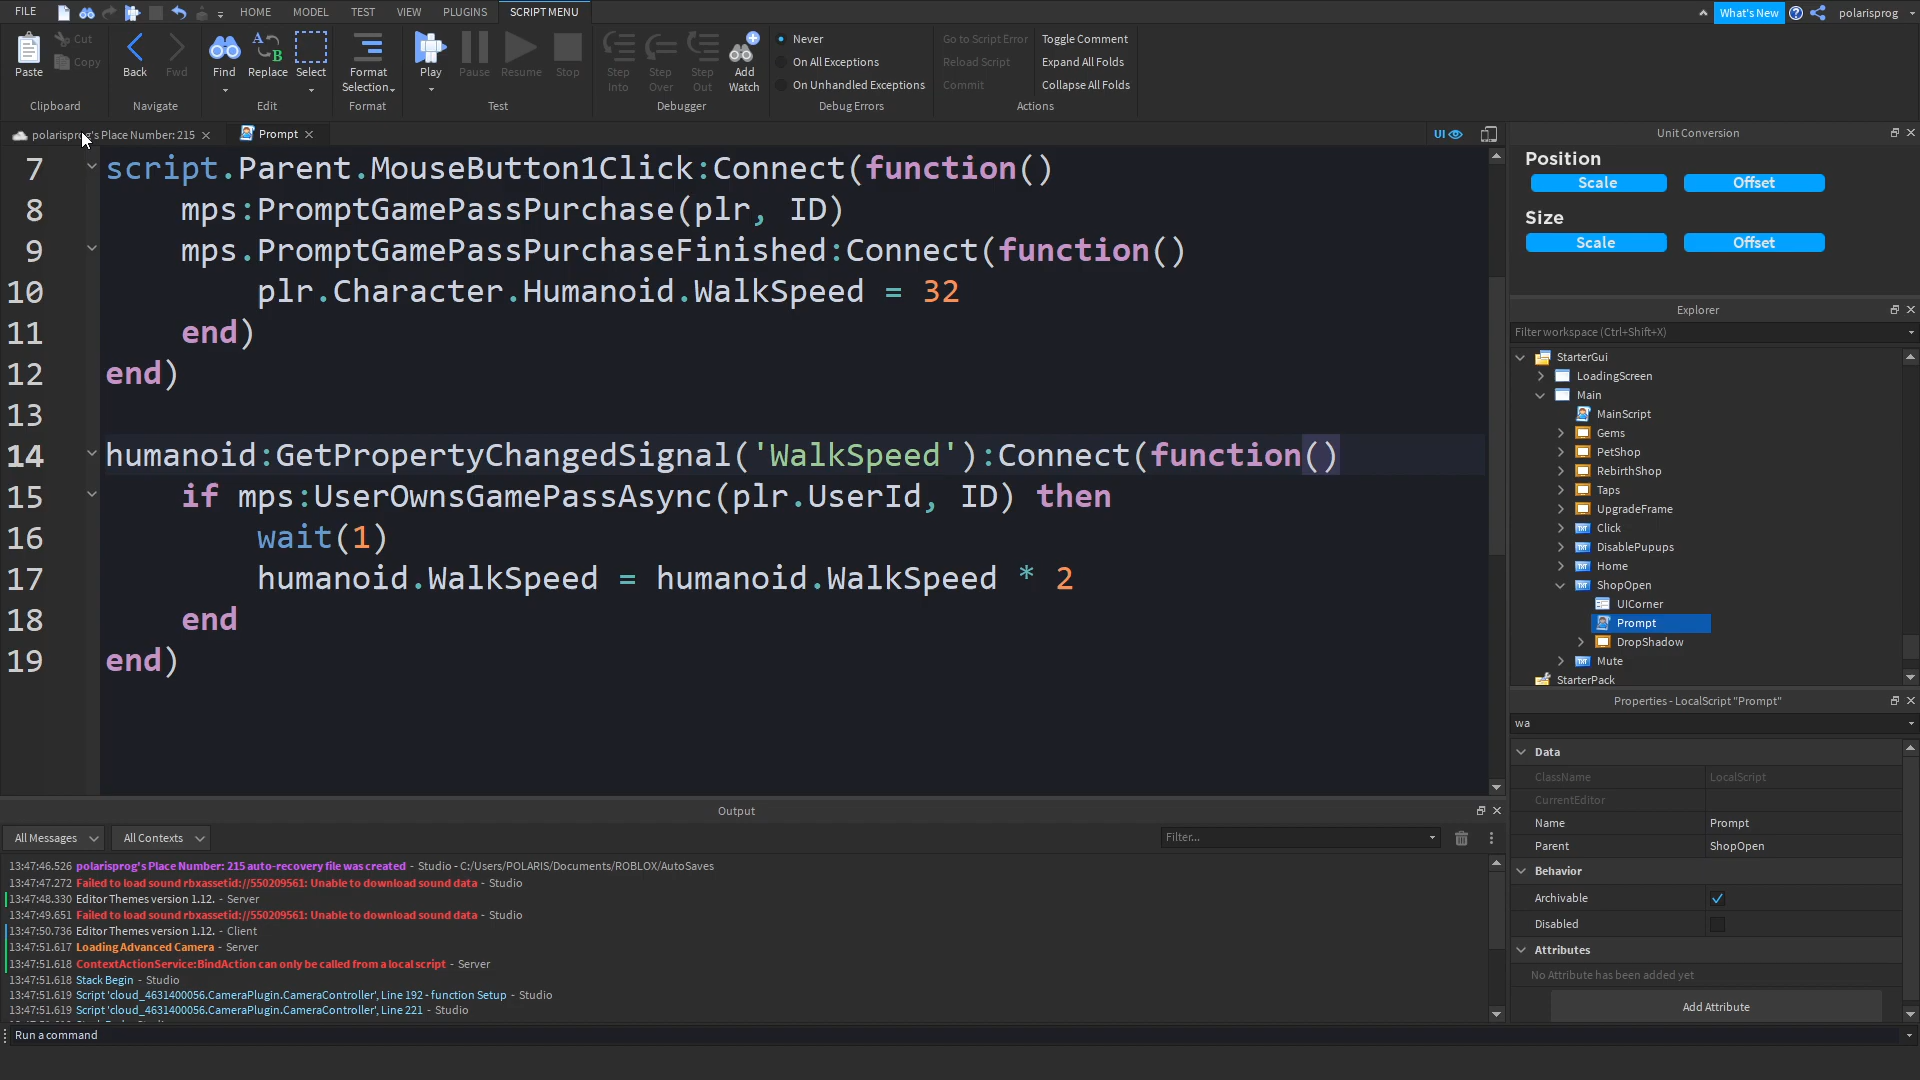 FILE HOME MODEL TEST VIEW PLUGINS SCRIPT MENU What's New polarisprog
Paste Cut Copy Clipboard
Back Fwd Navigate
Find Replace Select Edit
Format Selection Format
Play Pause Resume Stop Test
Step Into Step Over Step Out Add Watch Debugger
Never
On All Exceptions
On Unhandled Exceptions
Debug Errors
Go to Script Error Toggle Comment
Reload Script Expand All Folds
Commit Collapse All Folds
Actions
polarisprog's Place Number: 215 Prompt UI
7 script.Parent.MouseButton1Click:Connect(function()
8 mps:PromptGamePassPurchase(plr, ID)
9 mps.PromptGamePassPurchaseFinished:Connect(function()
10 plr.Character.Humanoid.WalkSpeed = 32
11 end)
12 end)
13
14 humanoid:GetPropertyChangedSignal('WalkSpeed'):Connect(function()
15 if mps:UserOwnsGamePassAsync(plr.UserId, ID) then
16 wait(1)
17 humanoid.WalkSpeed = humanoid.WalkSpeed * 2
18 end
19 end)
Unit Conversion
Position
Scale Offset
Size
Scale Offset
Explorer
Filter workspace (Ctrl+Shift+X)
StarterGui
LoadingScreen
Main
MainScript
Gems
PetShop
RebirthShop
Taps
UpgradeFrame
Click
DisablePupups
Home
ShopOpen
UICorner
Prompt
DropShadow
Mute
StarterPack
Properties - LocalScript "Prompt"
wa
Data
ClassName LocalScript
CurrentEditor
Name Prompt
Parent ShopOpen
Behavior
Archivable
Disabled
Attributes
No Attribute has been added yet
Add Attribute
Output
All Messages All Contexts Filter...
13:47:46.526 polarisprog's Place Number: 215 auto-recovery file was created - Studio - C:/Users/POLARIS/Documents/ROBLOX/AutoSaves
13:47:47.272 Failed to load sound rbxassetid://550209561: Unable to download sound data - Studio
13:47:48.330 Editor Themes version 1.12. - Server
13:47:49.651 Failed to load sound rbxassetid://550209561: Unable to download sound data - Studio
13:47:50.736 Editor Themes version 1.12. - Client
13:47:51.617 Loading Advanced Camera - Server
13:47:51.618 ContextActionService:BindAction can only be called from a local script - Server
13:47:51.618 Stack Begin - Studio
13:47:51.619 Script 'cloud_4631400056.CameraPlugin.CameraController', Line 192 - function Setup - Studio
13:47:51.619 Script 'cloud_4631400056.CameraPlugin.CameraController', Line 221 - Studio
Run a command